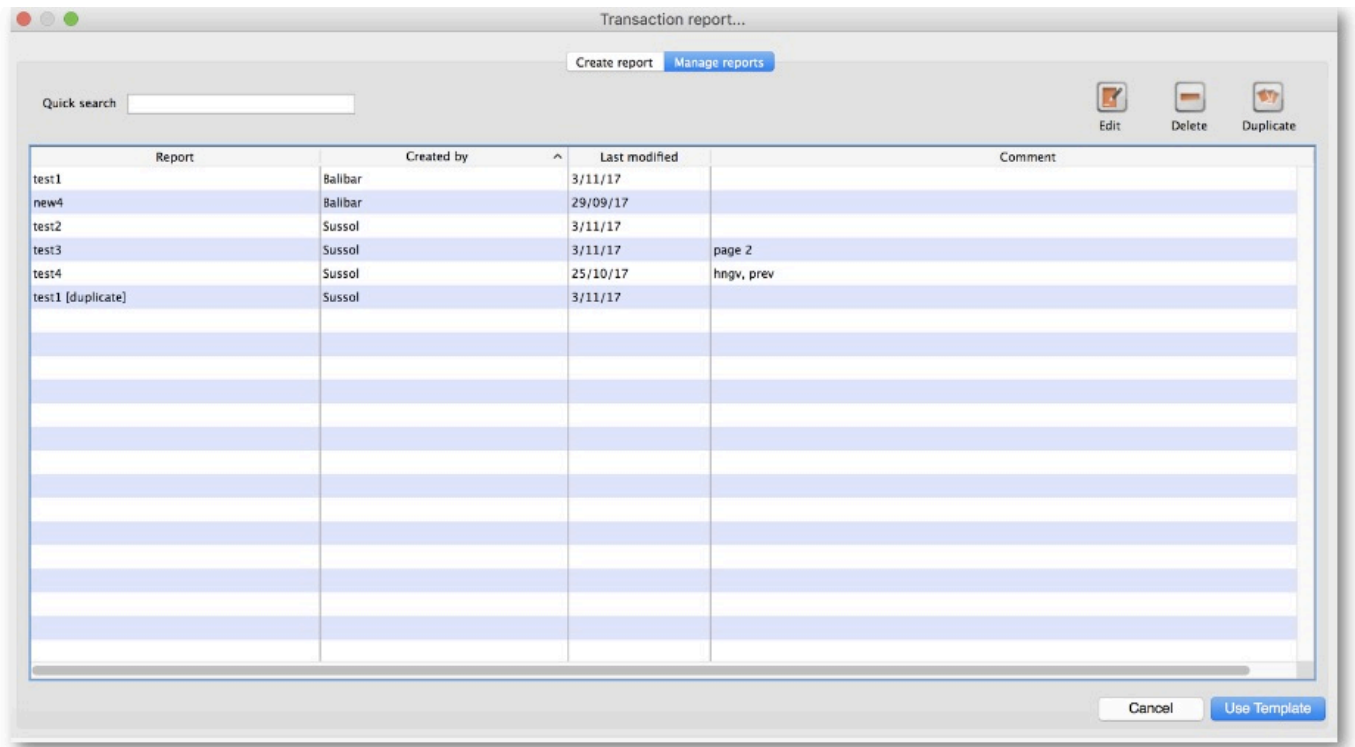 Transaction report...
Create report Manage reports
Quick search
Edit Delete Duplicate
Report Created by Last modified Comment
test1 Balibar 3/11/17
new4 Balibar 29/09/17
test2 Sussol 3/11/17
test3 Sussol 3/11/17 page 2
test4 Sussol 25/10/17 hngv, prev
test1 [duplicate] Sussol 3/11/17
Cancel Use Template